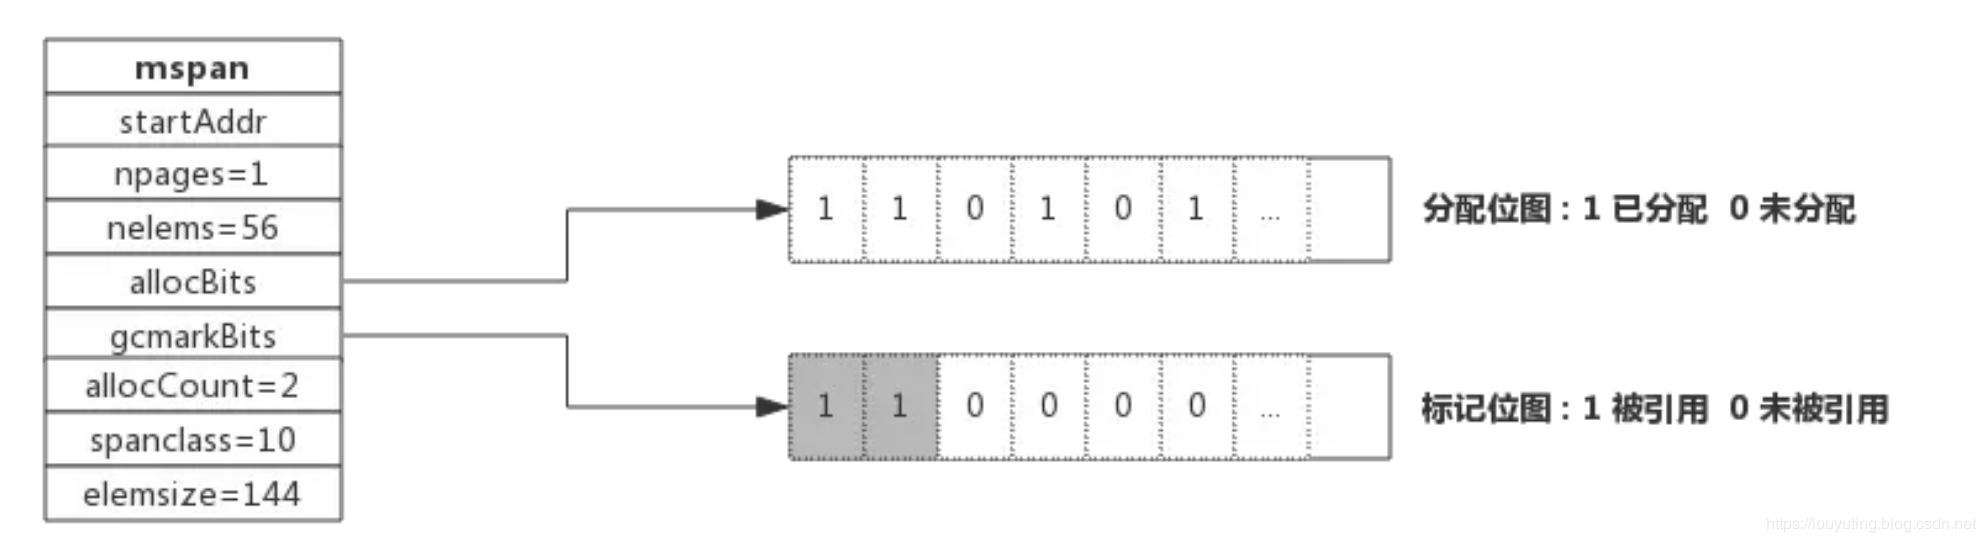 mspan
startAddr
npages=1
nelems=56
allocBits
gcmarkBits
allocCount=2
spanclass=10
elemsize=144
1 1 0 1 0 1 ...
分配位图：1 已分配 0 未分配
1 1 0 0 0 0 ...
标记位图：1 被引用 0 未被引用
https://louyuting.blog.csdn.net